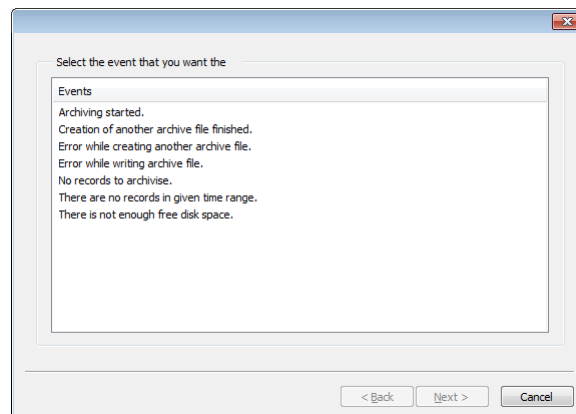 Select the event that you want the
Events
Archiving started.
Creation of another archive file finished.
Error while creating another archive file.
Error while writing archive file.
No records to archivise.
There are no records in given time range.
There is not enough free disk space.
< Back
Next >
Cancel